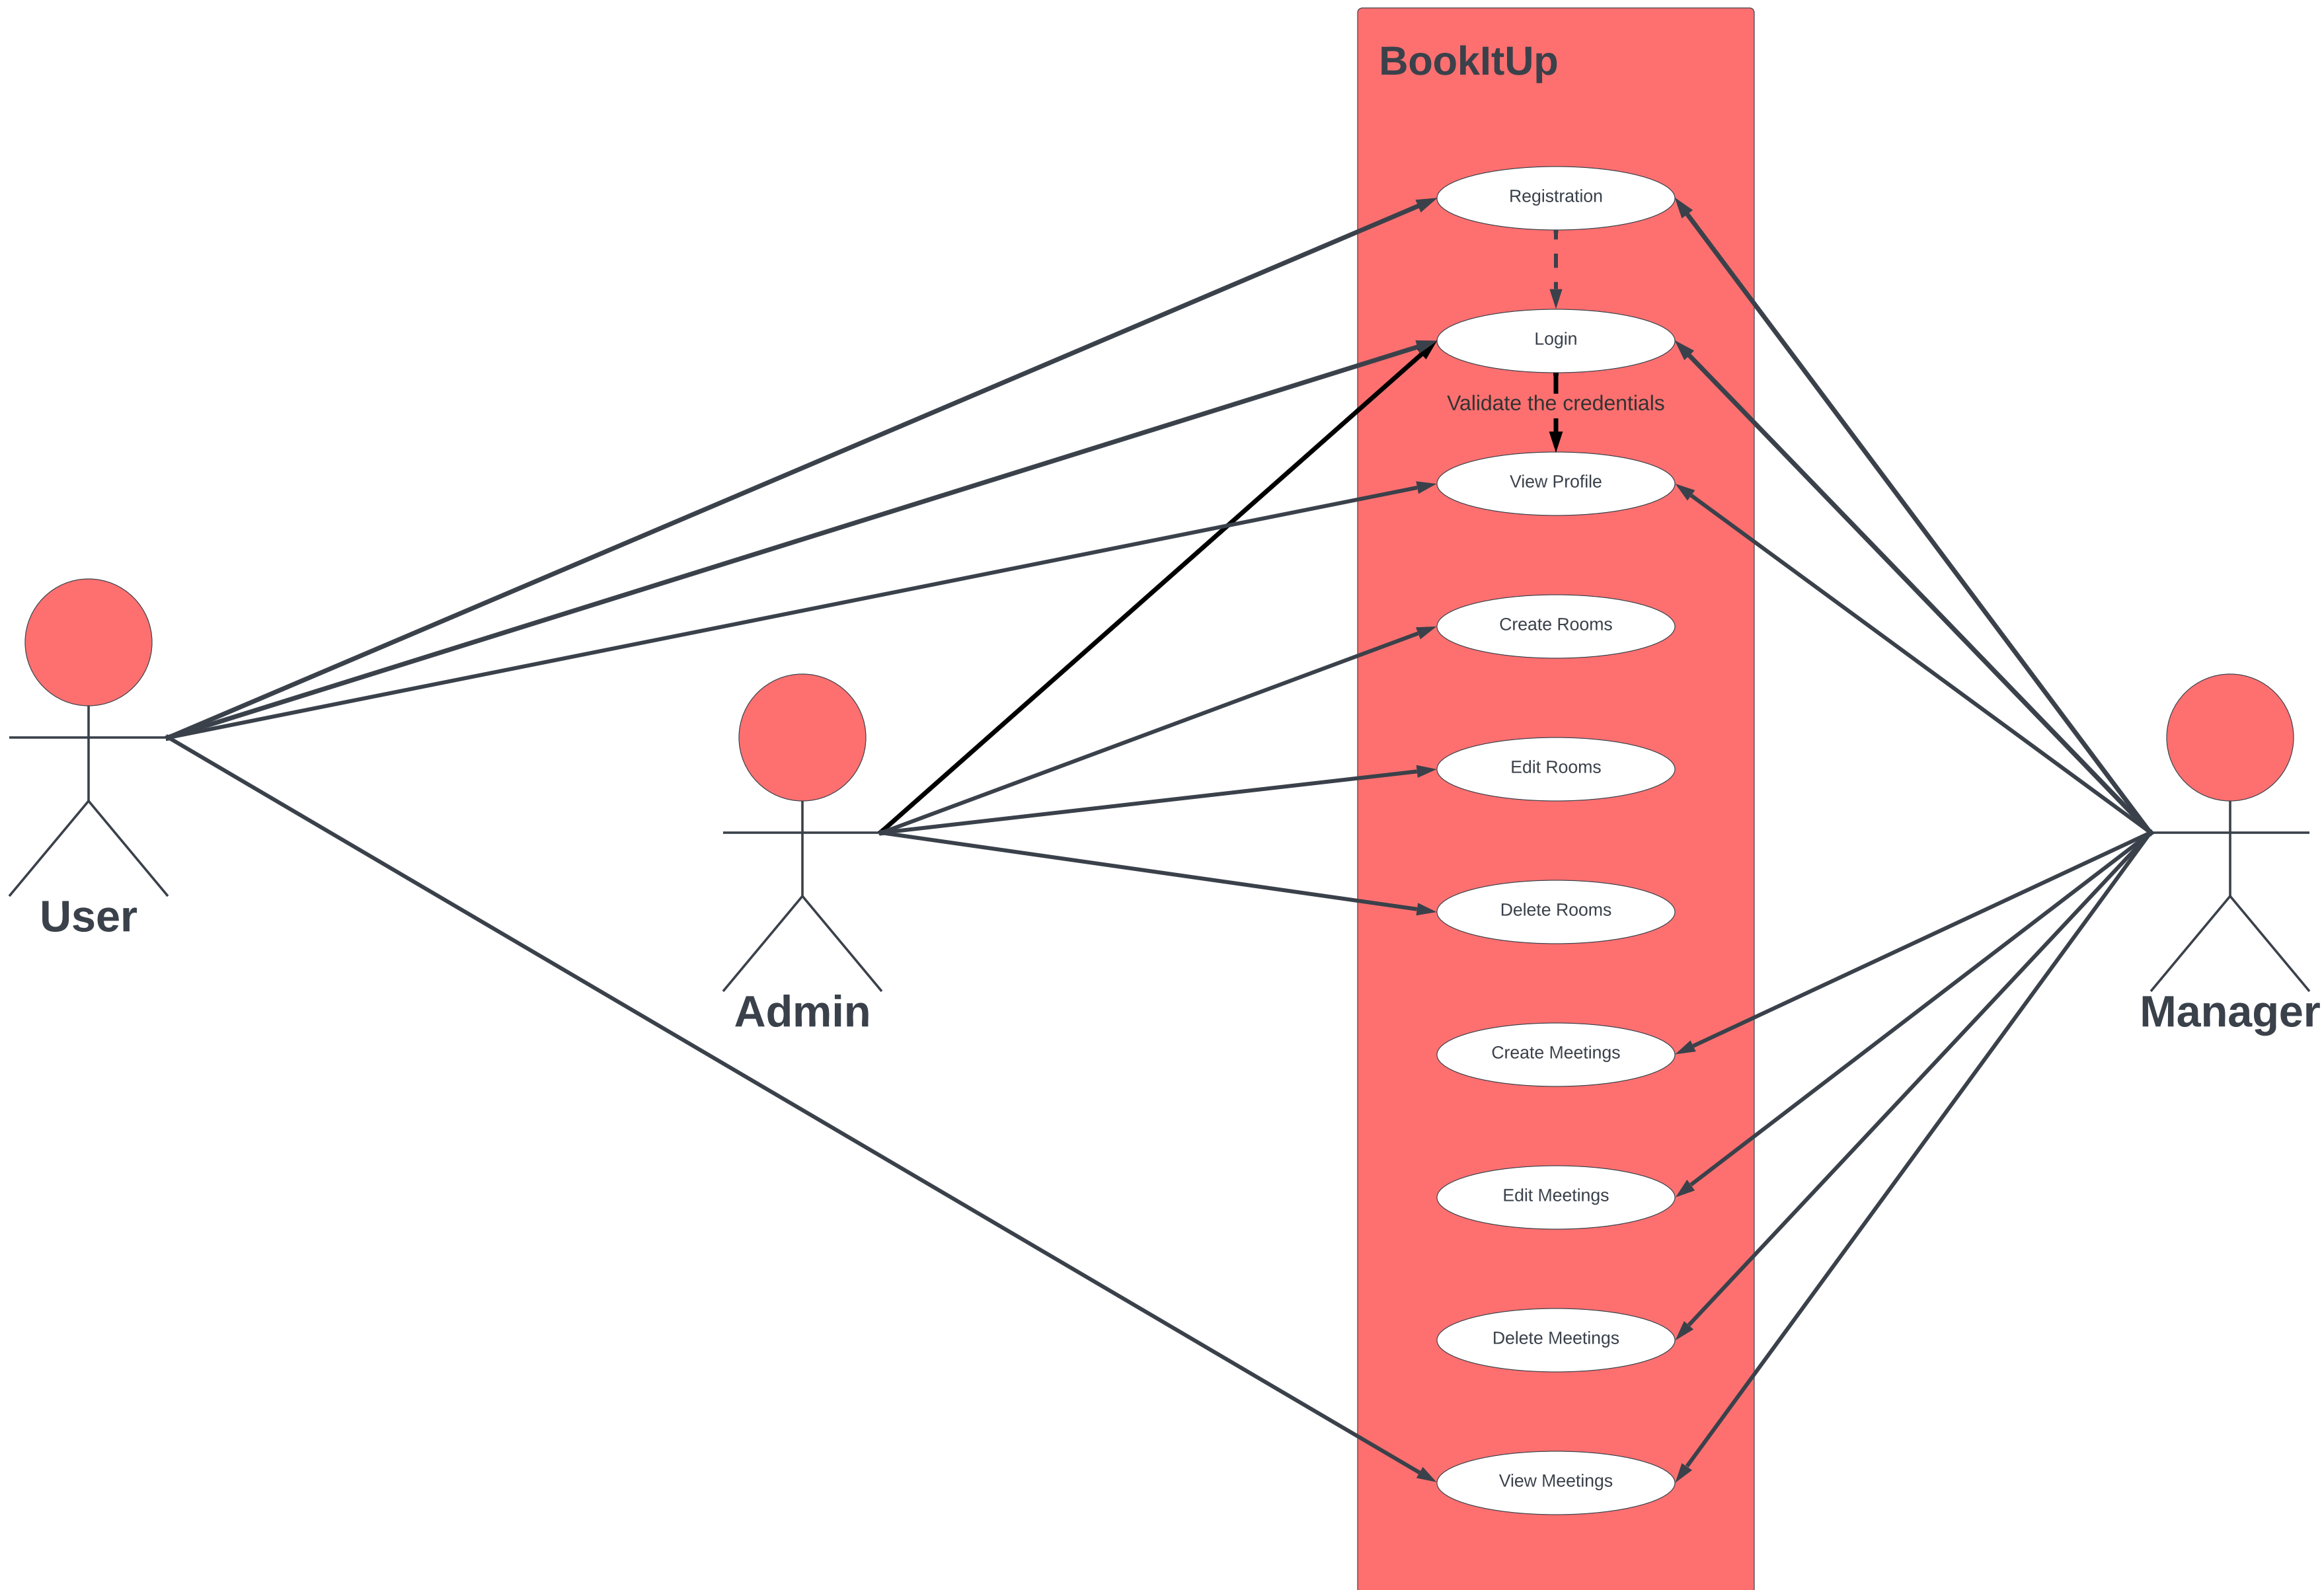 BookItUp
Registration
Login
Validate the credentials
View Profile
Create Rooms
Edit Rooms
Delete Rooms
User
Admin
Manager
Create Meetings
Edit Meetings
Delete Meetings
View Meetings